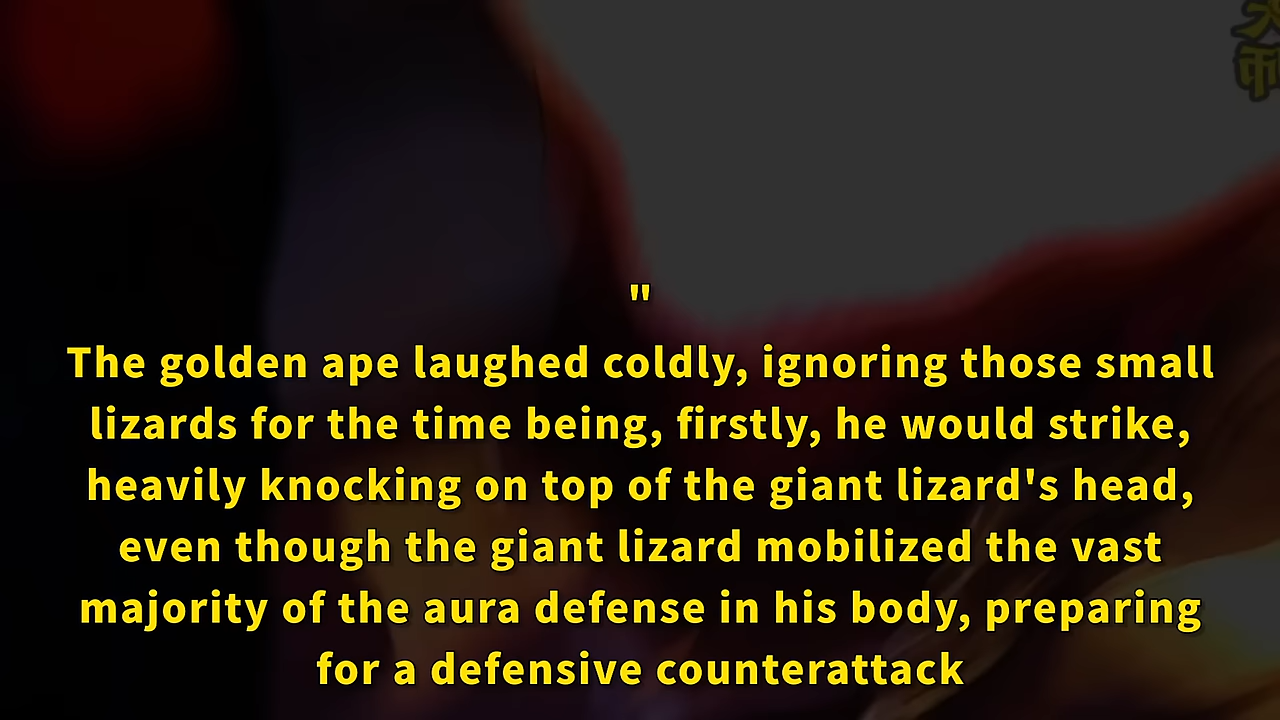 "
The golden ape laughed coldly, ignoring those small
lizards for the time being, firstly, he would strike,
heavily knocking on top of the giant lizard's head,
even though the giant lizard mobilized the vast
majority of the aura defense in his body, preparing
for a defensive counterattack